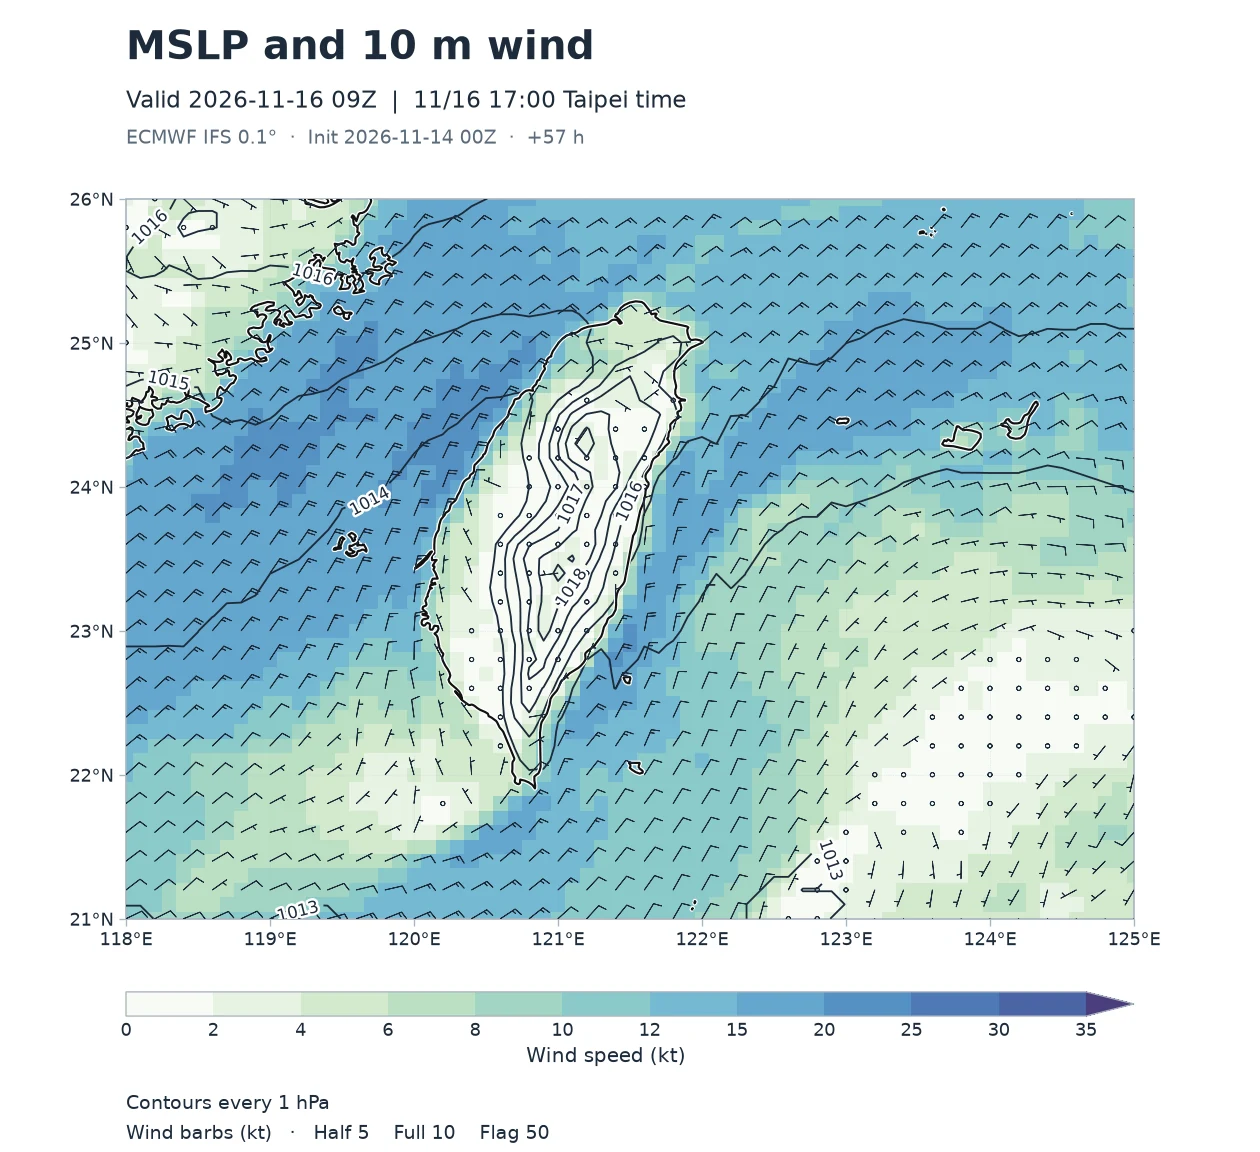 MSLP and 10 m wind
Valid 2026-11-16 09Z | 11/16 17:00 Taipei time
ECMWF IFS 0.1° · Init 2026-11-14 00Z · +57 h
26°N
25°N
24°N
23°N
22°N
21°N
1016
1016
1015
1014
1017
1016
1018
1013
1013
118°E 119°E 120°E 121°E 122°E 123°E 124°E 125°E
0 2 4 6 8 10 12 15 20 25 30 35
Wind speed (kt)
Contours every 1 hPa
Wind barbs (kt) · Half 5 Full 10 Flag 50